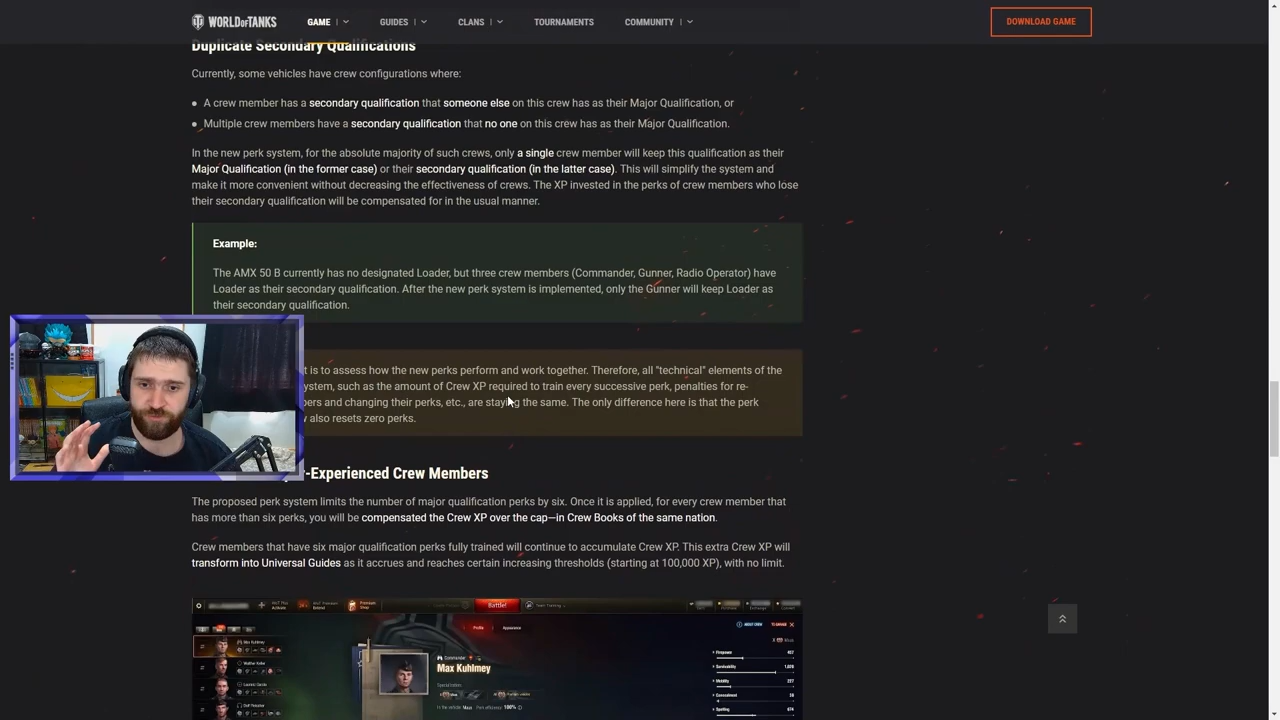 WORLD OF TANKS
GAME
GUIDES
CLANS
TOURNAMENTS
COMMUNITY
DOWNLOAD GAME
Duplicate Secondary Qualifications
Currently, some vehicles have crew configurations where:
A crew member has a secondary qualification that someone else on this crew has as their Major Qualification, or
Multiple crew members have a secondary qualification that no one on this crew has as their Major Qualification.
In the new perk system, for the absolute majority of such crews, only a single crew member will keep this qualification as their
Major Qualification (in the former case) or their secondary qualification (in the latter case). This will simplify the system and
make it more convenient without decreasing the effectiveness of crews. The XP invested in the perks of crew members who lose
their secondary qualification will be compensated for in the usual manner.
Example:
The AMX 50 B currently has no designated Loader, but three crew members (Commander, Gunner, Radio Operator) have
Loader as their secondary qualification. After the new perk system is implemented, only the Gunner will keep Loader as
their secondary qualification.
t is to assess how the new perks perform and work together. Therefore, all "technical" elements of the
ystem, such as the amount of Crew XP required to train every successive perk, penalties for re-
bers and changing their perks, etc., are staying the same. The only difference here is that the perk
w also resets zero perks.
-Experienced Crew Members
The proposed perk system limits the number of major qualification perks by six. Once it is applied, for every crew member that
has more than six perks, you will be compensated the Crew XP over the cap—in Crew Books of the same nation.
Crew members that have six major qualification perks fully trained will continue to accumulate Crew XP. This extra Crew XP will
transform into Universal Guides as it accrues and reaches certain increasing thresholds (starting at 100,000 XP), with no limit.
Battle!
Team Training
Profile
Appearance
Max Kuhlmey
Commander
Max Kuhlmey
Firepower
Survivability
Mobility
Concealment
Spotting
100%